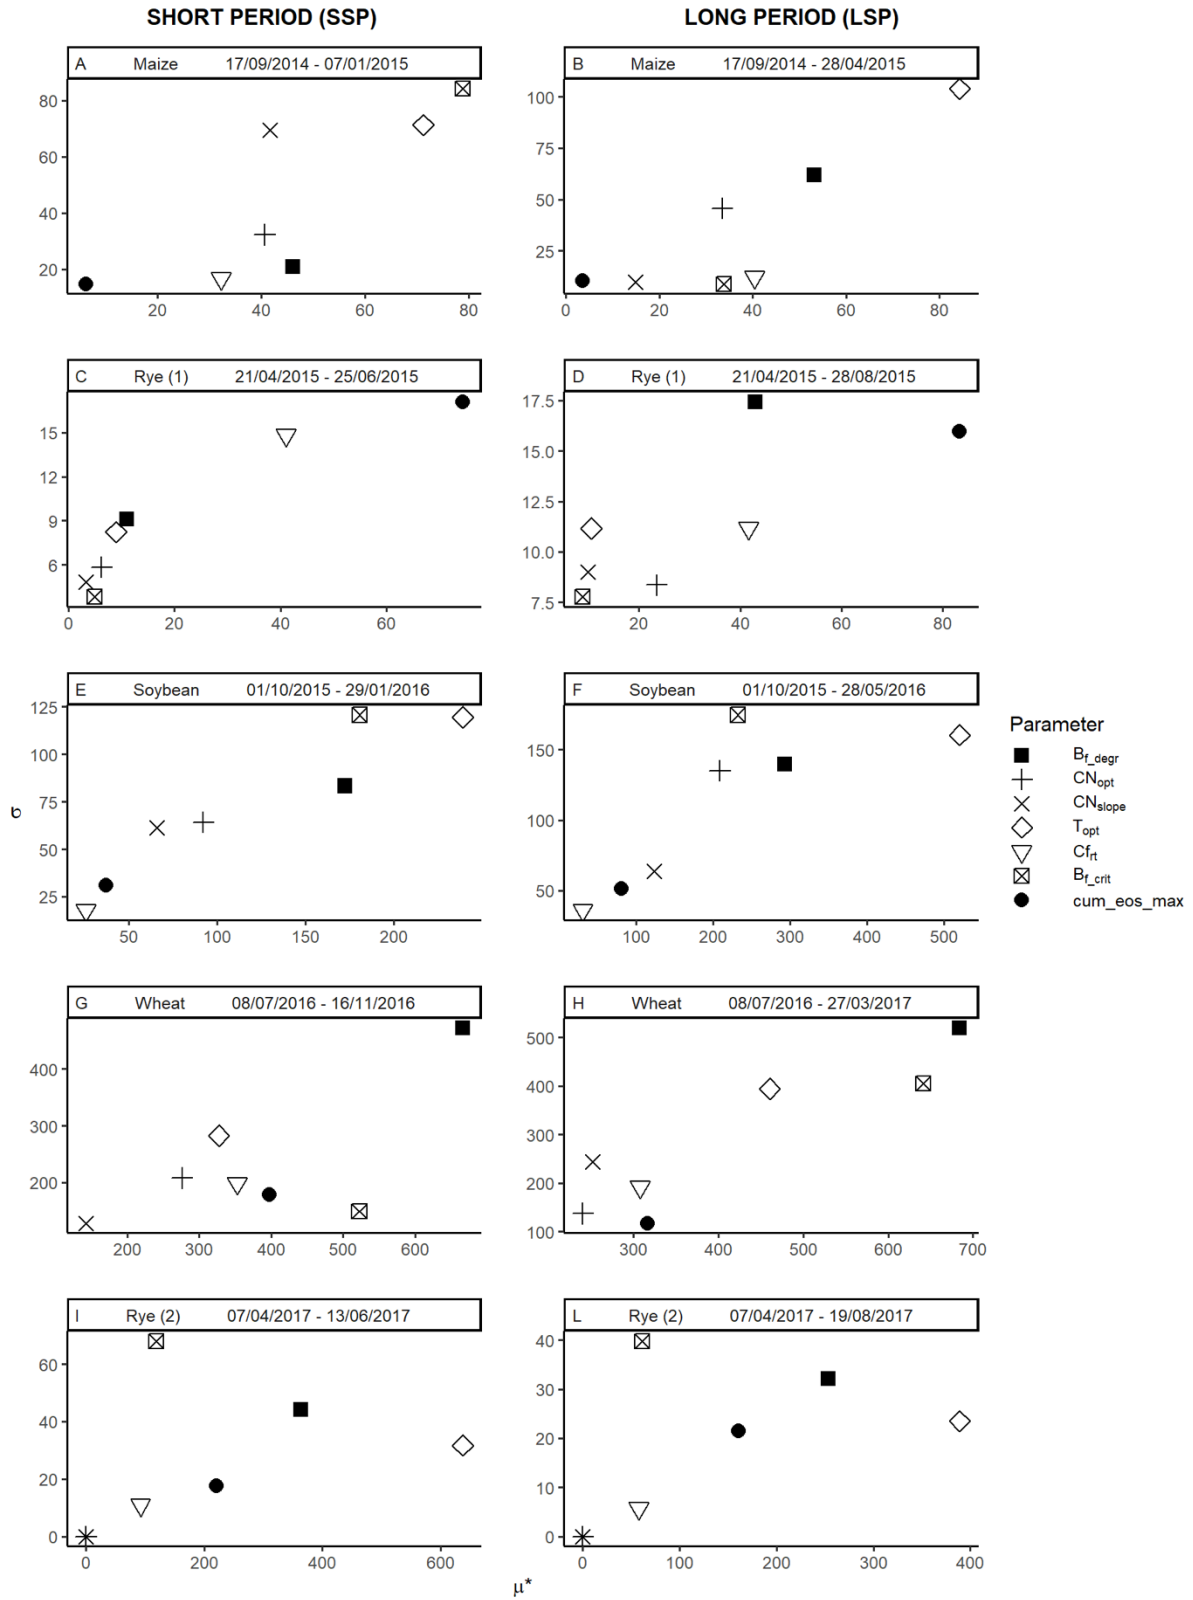 SHORT PERIOD (SSP) LONG PERIOD (LSP)
A Maize 17/09/2014 - 07/01/2015
80
60
40
20
20 40 60 80
B Maize 17/09/2014 - 28/04/2015
100
75
50
25
0 20 40 60 80
C Rye (1) 21/04/2015 - 25/06/2015
15
12
9
6
0 20 40 60
D Rye (1) 21/04/2015 - 28/08/2015
17.5
15.0
12.5
10.0
7.5
20 40 60 80
E Soybean 01/10/2015 - 29/01/2016
125
100
75
50
25
50 100 150 200
F Soybean 01/10/2015 - 28/05/2016
150
100
50
100 200 300 400 500
σ
G Wheat 08/07/2016 - 16/11/2016
400
300
200
200 300 400 500 600
H Wheat 08/07/2016 - 27/03/2017
500
400
300
200
100
300 400 500 600 700
I Rye (2) 07/04/2017 - 13/06/2017
60
40
20
0
0 200 400 600
L Rye (2) 07/04/2017 - 19/08/2017
40
30
20
10
0
0 100 200 300 400
μ*
Parameter
B_f_degr
CN_opt
CN_slope
T_opt
Cf_rt
B_f_crit
cum_eos_max